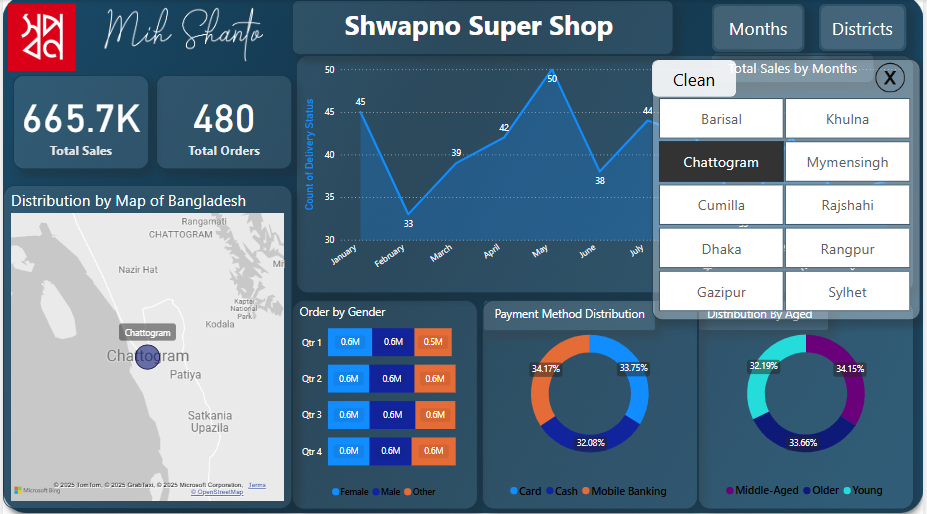 স্বপ্ন
Mih Shanto
Shwapno Super Shop
Months
Districts
665.7K
Total Sales
480
Total Orders
Total Sales by Months
Clean
X
Barisal
Khulna
Chattogram
Mymensingh
Cumilla
Rajshahi
Dhaka
Rangpur
Gazipur
Sylhet
Count of Delivery Status
50
45
40
35
30
45
33
39
42
50
38
44
January
February
March
April
May
June
July
Distribution by Map of Bangladesh
Rangamati
CHATTOGRAM
Nazir Hat
Kaptai
National
Park
Kodala
Chattogram
Chattogram
Patiya
Satkania
Upazila
© 2025 TomTom, © 2025 Grabtaxi, © 2025 Microsoft Corporation, Terms
Microsoft Bing
© OpenStreetMap
Order by Gender
Qtr 1
0.6M
0.6M
0.5M
Qtr 2
0.6M
0.6M
0.6M
Qtr 3
0.6M
0.6M
0.6M
Qtr 4
0.6M
0.6M
0.6M
Female
Male
Other
Payment Method Distribution
34.17%
33.75%
32.08%
Card
Cash
Mobile Banking
Distribution By Aged
32.19%
34.15%
33.66%
Middle-Aged
Older
Young